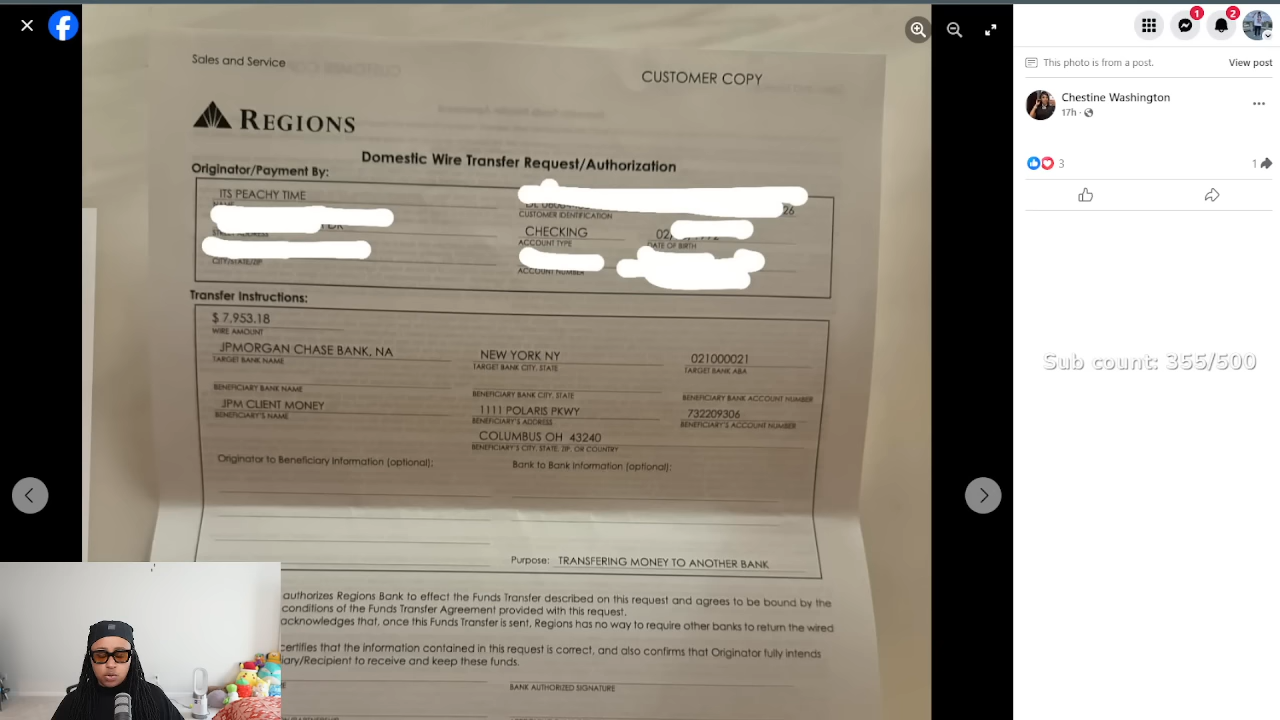 This photo is from a post.
View post
Chestine Washington
17h
3
1
1
2
Sub count: 355/500
Sales and Service
CUSTOMER COPY
REGIONS
Domestic Wire Transfer Request/Authorization
Originator/Payment By:
ITS PEACHY TIME
26
CUSTOMER IDENTIFICATION
CHECKING
ACCOUNT TYPE
DATE OF BIRTH
CITY/STATE/ZIP
ACCOUNT NUMBER
Transfer Instructions:
$ 7,953.18
WIRE AMOUNT
JPMORGAN CHASE BANK, NA
TARGET BANK NAME
NEW YORK NY
TARGET BANK CITY, STATE
021000021
TARGET BANK ABA
BENEFICIARY BANK NAME
BENEFICIARY BANK CITY, STATE
BENEFICIARY BANK ACCOUNT NUMBER
JPM CLIENT MONEY
BENEFICIARY'S NAME
1111 POLARIS PKWY
BENEFICIARY'S ADDRESS
732209306
BENEFICIARY'S ACCOUNT NUMBER
COLUMBUS OH 43240
BENEFICIARY'S CITY, STATE, ZIP, OR COUNTRY
Originator to Beneficiary Information (optional):
Bank to Bank Information (optional):
Purpose: TRANSFERING MONEY TO ANOTHER BANK
authorizes Regions Bank to effect the Funds Transfer described on this request and agrees to be bound by the
conditions of the Funds Transfer Agreement provided with this request.
acknowledges that, once this Funds Transfer is sent, Regions has no way to require other banks to return the wired
certifies that the information contained in this request is correct, and also confirms that Originator fully intends
iary/Recipient to receive and keep these funds.
BANK AUTHORIZED SIGNATURE